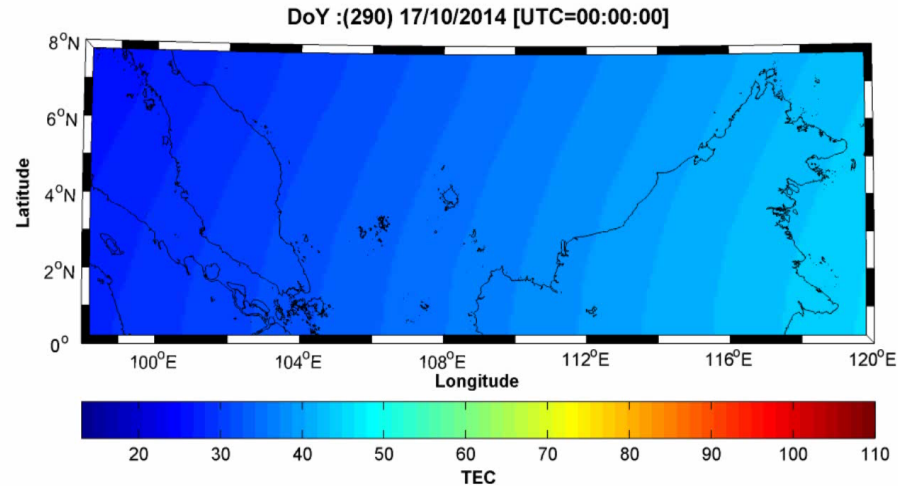 DoY :(290) 17/10/2014 [UTC=00:00:00]
8°N
6°N
4°N
2°N
0°
Latitude
100°E 104°E 108°E 112°E 116°E 120°E
Longitude
20 30 40 50 60 70 80 90 100 110
TEC